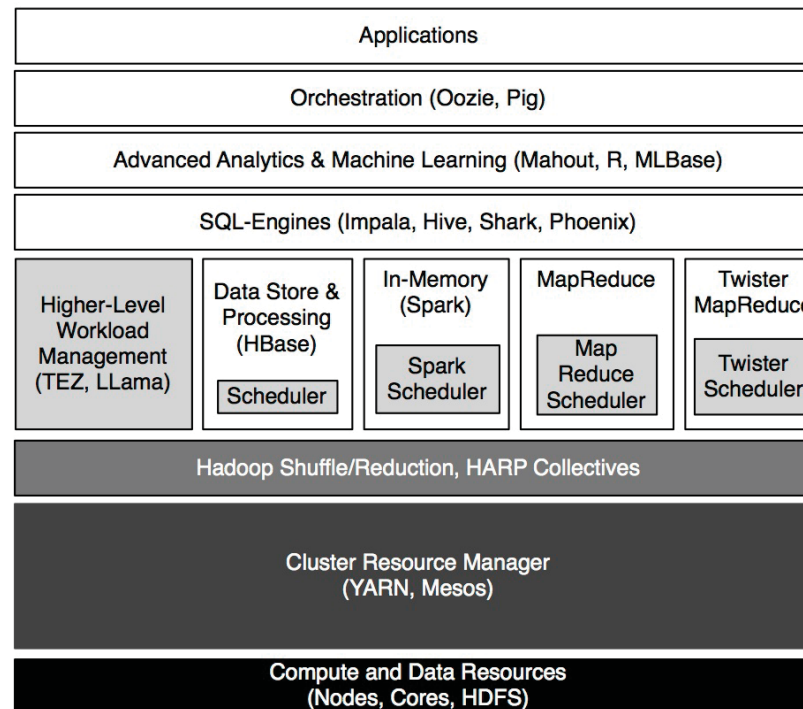 Applications
Orchestration (Oozie, Pig)
Advanced Analytics & Machine Learning (Mahout, R, MLBase)
SQL-Engines (Impala, Hive, Shark, Phoenix)
Higher-Level
Workload
Management
(TEZ, LLama)
Data Store &
Processing
(HBase)
Scheduler
In-Memory
(Spark)
Spark
Scheduler
MapReduce
Map
Reduce
Scheduler
Twister
MapReduce
Twister
Scheduler
Hadoop Shuffle/Reduction, HARP Collectives
Cluster Resource Manager
(YARN, Mesos)
Compute and Data Resources
(Nodes, Cores, HDFS)